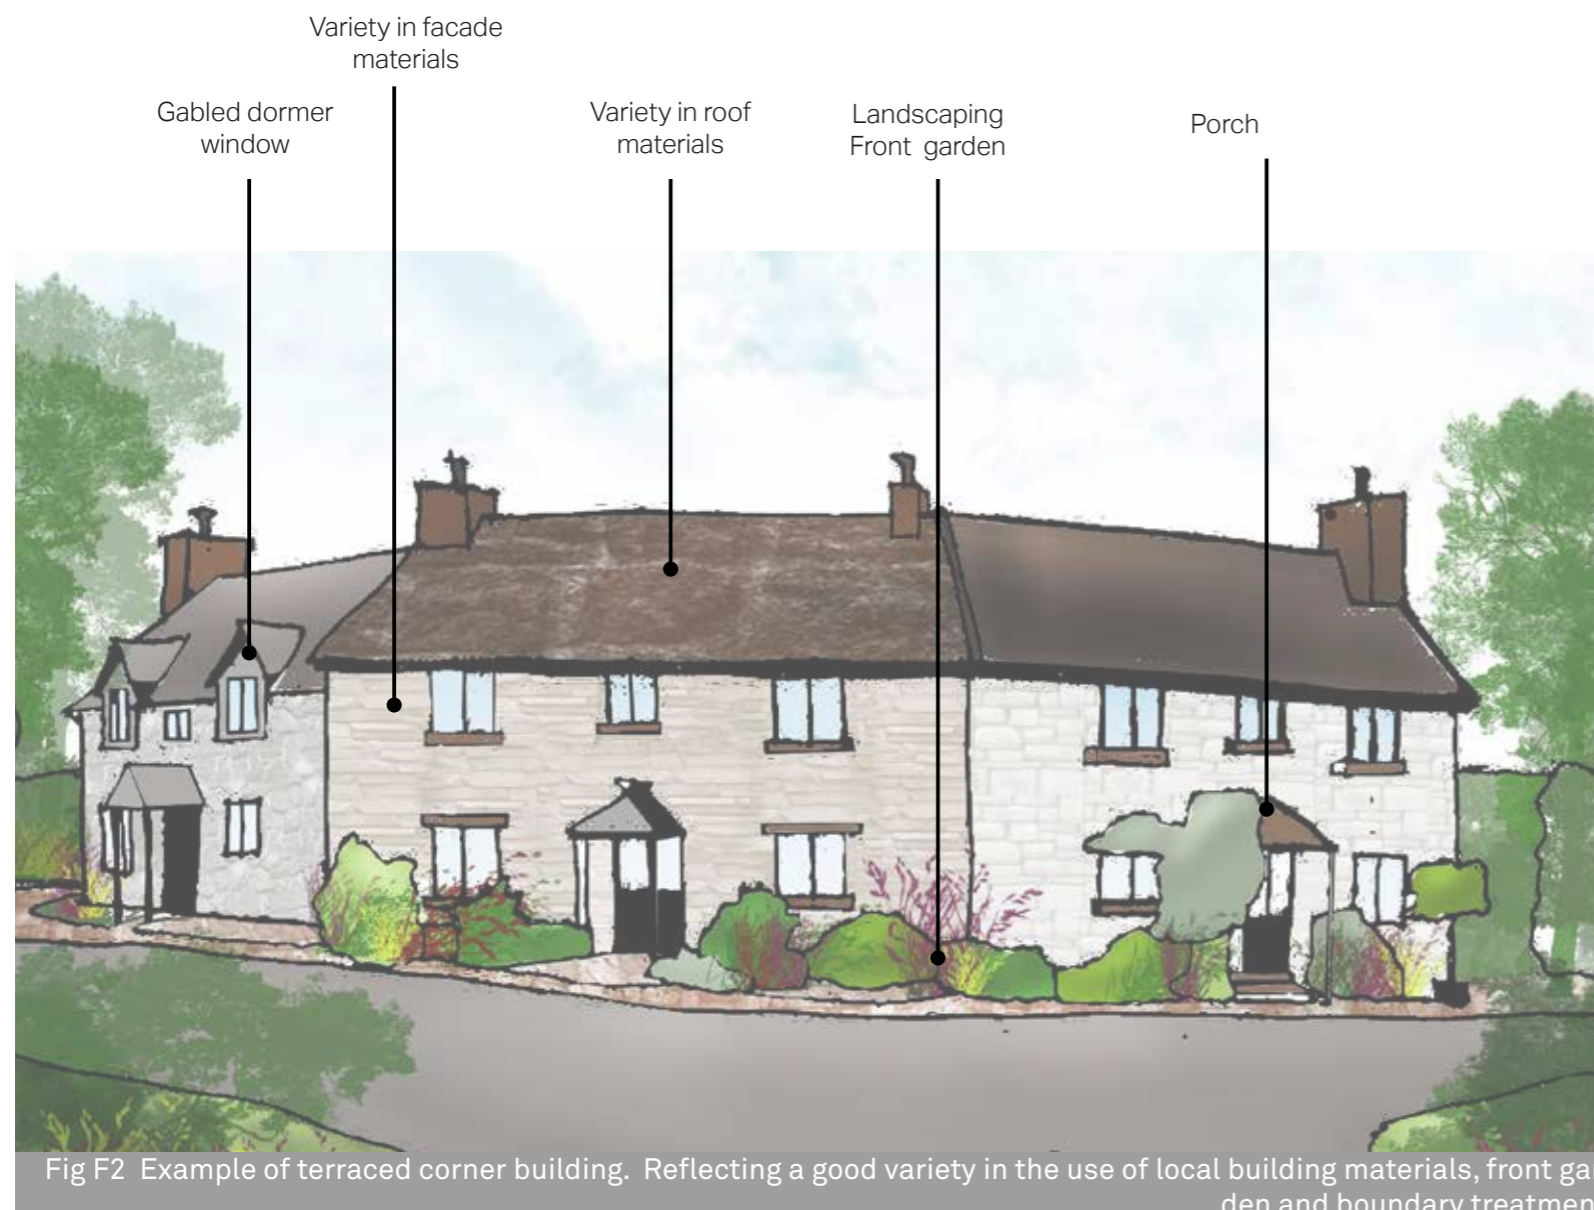 Variety in facade
materials
Gabled dormer
window
Variety in roof
materials
Landscaping
Front garden
Porch
Fig F2 Example of terraced corner building. Reflecting a good variety in the use of local building materials, front gar
den and boundary treatmen